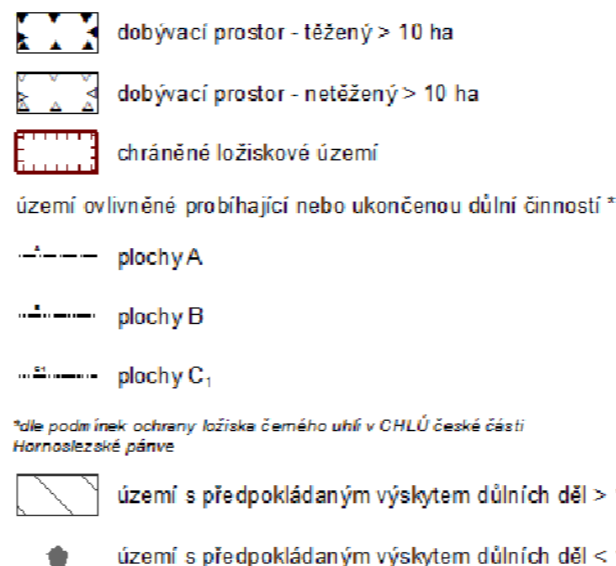 dobývací prostor - těžený > 10 ha
dobývací prostor - netěžený > 10 ha
chráněné ložiskové území
území ovlivněné probíhající nebo ukončenou důlní činností *
plochy A
plochy B
plochy C₁
*dle podmínek ochrany ložiska černého uhlí v CHLÚ české části
Hornoslezské pánve
území s předpokládaným výskytem důlních děl >
území s předpokládaným výskytem důlních děl <